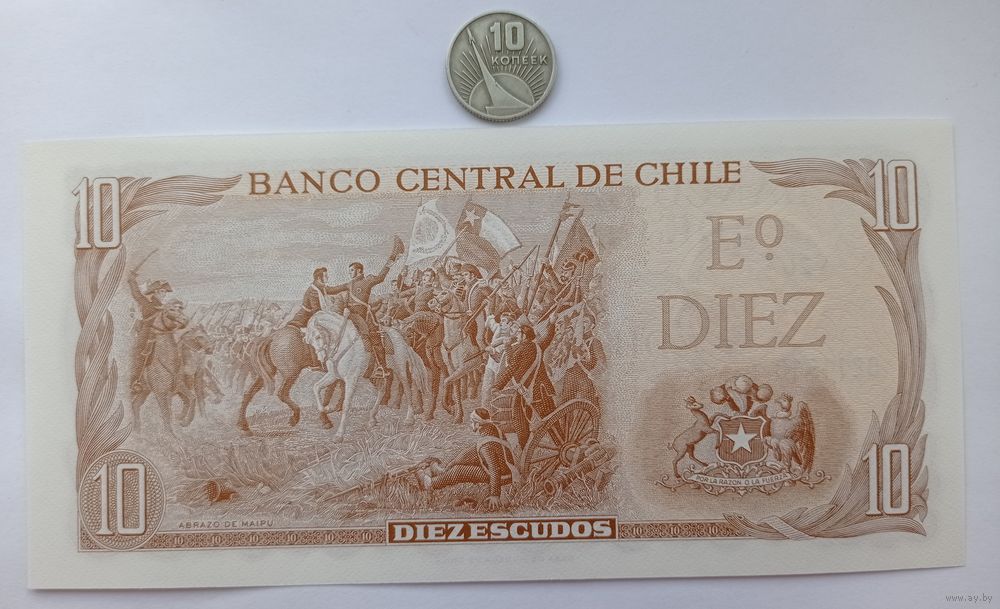 10
КОПЕЕК
BANCO CENTRAL DE CHILE
10
10
Eº
DIEZ
POR LA RAZON O LA FUERZA
10
10
ABRAZO DE MAIPU
DIEZ ESCUDOS
www.ay.by